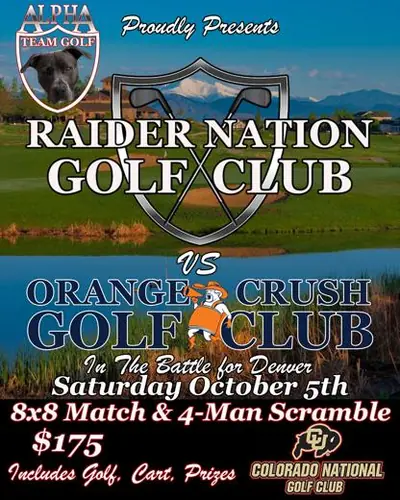 ALPHA
TEAM GOLF
Proudly Presents
RAIDER NATION
GOLF CLUB
VS
ORANGE CRUSH
GOLF CLUB
In The Battle for Denver
Saturday October 5th
8x8 Match & 4-Man Scramble
$175
Includes Golf, Cart, Prizes
CU
COLORADO NATIONAL
GOLF CLUB